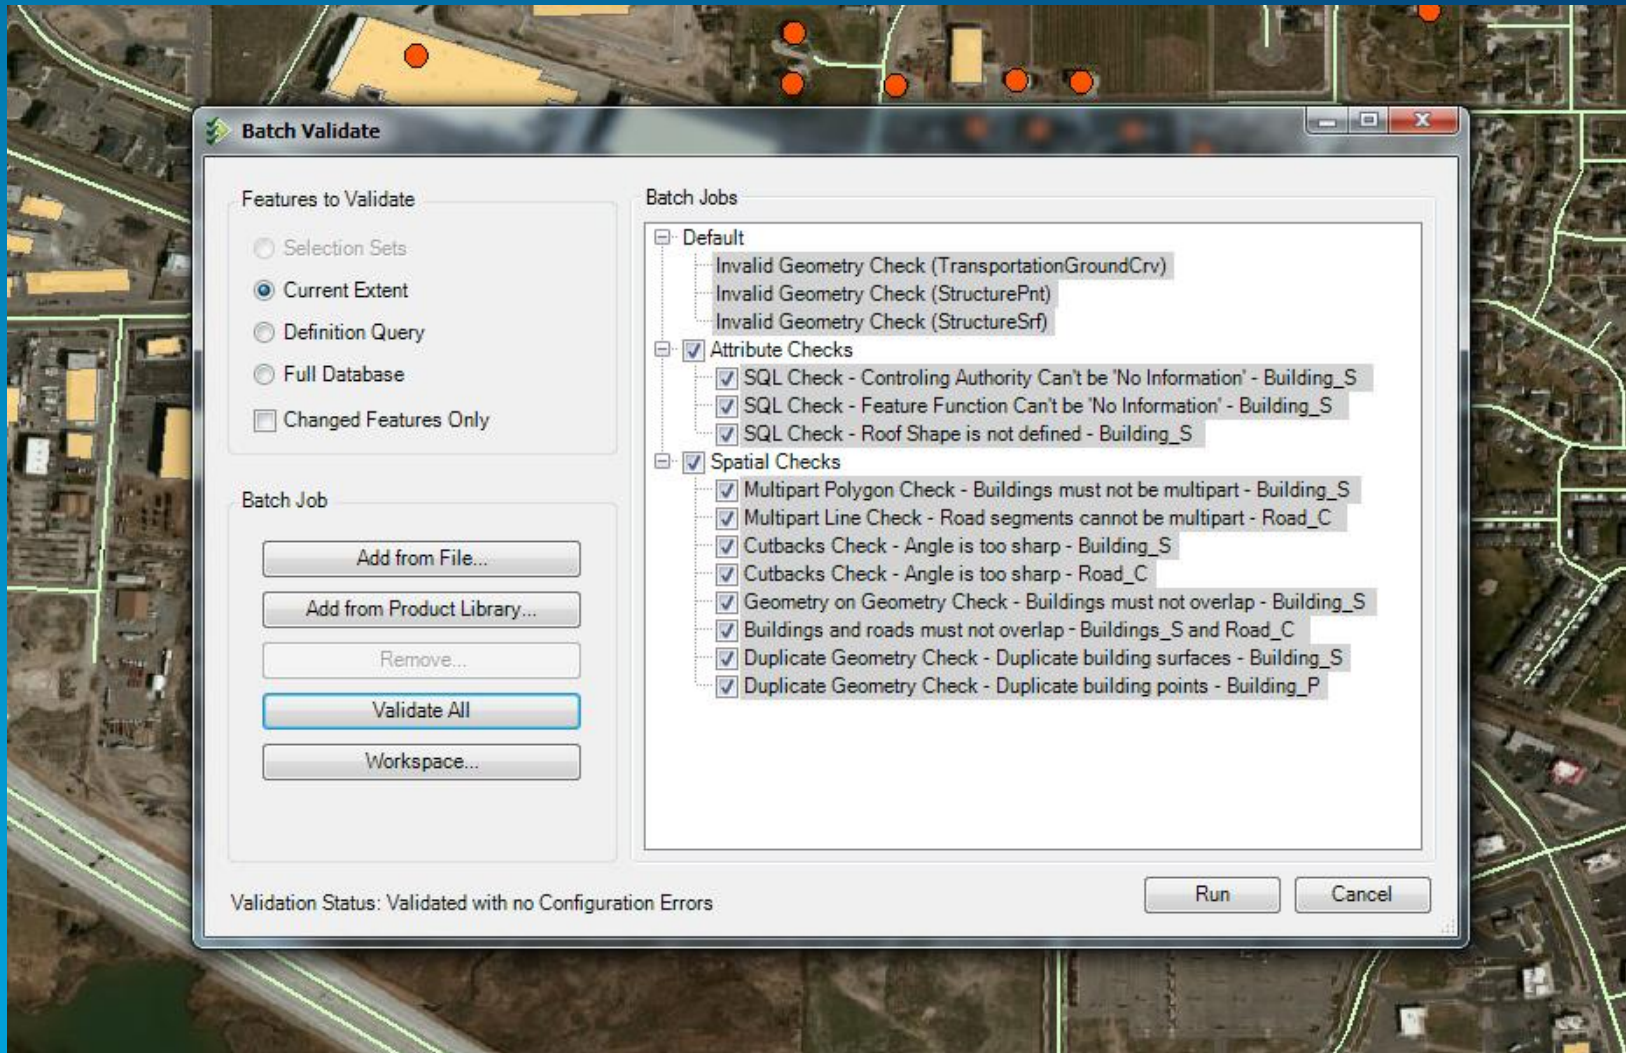 Batch Validate
Features to Validate
Selection Sets
Current Extent
Definition Query
Full Database
Changed Features Only
Batch Job
Add from File...
Add from Product Library...
Remove...
Validate All
Workspace...
Batch Jobs
Default
Invalid Geometry Check (TransportationGroundCrv)
Invalid Geometry Check (StructurePnt)
Invalid Geometry Check (StructureSrf)
Attribute Checks
SQL Check - Controling Authority Can't be 'No Information' - Building_S
SQL Check - Feature Function Can't be 'No Information' - Building_S
SQL Check - Roof Shape is not defined - Building_S
Spatial Checks
Multipart Polygon Check - Buildings must not be multipart - Building_S
Multipart Line Check - Road segments cannot be multipart - Road_C
Cutbacks Check - Angle is too sharp - Building_S
Cutbacks Check - Angle is too sharp - Road_C
Geometry on Geometry Check - Buildings must not overlap - Building_S
Buildings and roads must not overlap - Buildings_S and Road_C
Duplicate Geometry Check - Duplicate building surfaces - Building_S
Duplicate Geometry Check - Duplicate building points - Building_P
Validation Status: Validated with no Configuration Errors
Run
Cancel